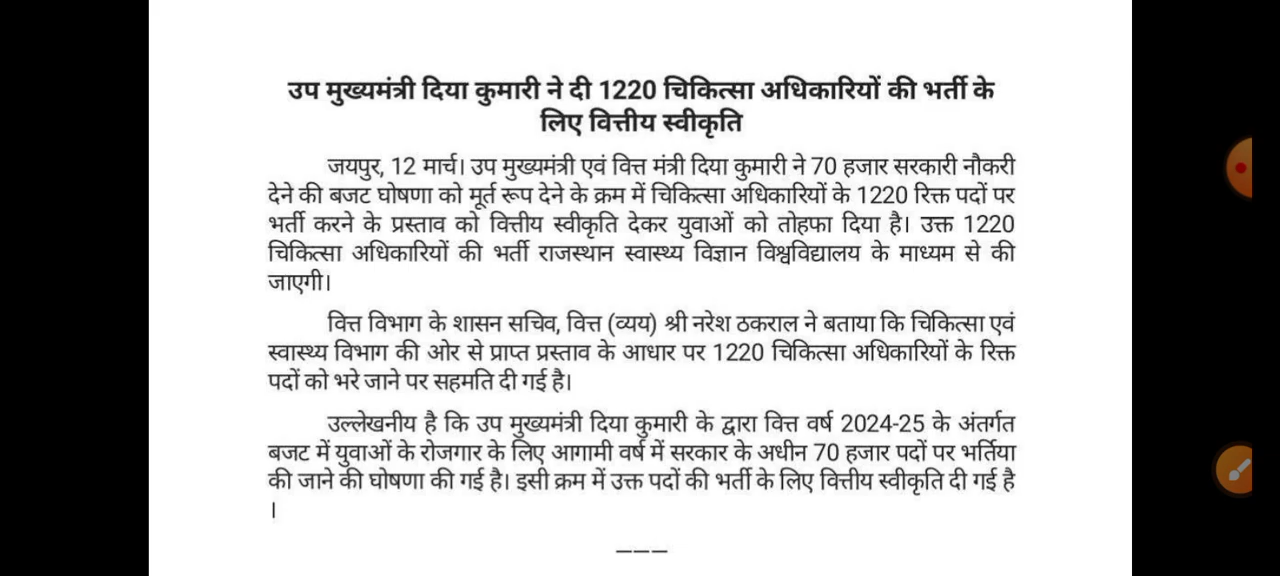 उप मुख्यमंत्री दिया कुमारी ने दी 1220 चिकित्सा अधिकारियों की भर्ती के
लिए वित्तीय स्वीकृति
जयपुर, 12 मार्च। उप मुख्यमंत्री एवं वित्त मंत्री दिया कुमारी ने 70 हजार सरकारी नौकरी
देने की बजट घोषणा को मूर्त रूप देने के क्रम में चिकित्सा अधिकारियों के 1220 रिक्त पदों पर
भर्ती करने के प्रस्ताव को वित्तीय स्वीकृति देकर युवाओं को तोहफा दिया है। उक्त 1220
चिकित्सा अधिकारियों की भर्ती राजस्थान स्वास्थ्य विज्ञान विश्वविद्यालय के माध्यम से की
जाएगी।
वित्त विभाग के शासन सचिव, वित्त (व्यय) श्री नरेश ठकराल ने बताया कि चिकित्सा एवं
स्वास्थ्य विभाग की ओर से प्राप्त प्रस्ताव के आधार पर 1220 चिकित्सा अधिकारियों के रिक्त
पदों को भरे जाने पर सहमति दी गई है।
उल्लेखनीय है कि उप मुख्यमंत्री दिया कुमारी के द्वारा वित्त वर्ष 2024-25 के अंतर्गत
बजट में युवाओं के रोजगार के लिए आगामी वर्ष में सरकार के अधीन 70 हजार पदों पर भर्तिया
की जाने की घोषणा की गई है। इसी क्रम में उक्त पदों की भर्ती के लिए वित्तीय स्वीकृति दी गई है
।
---